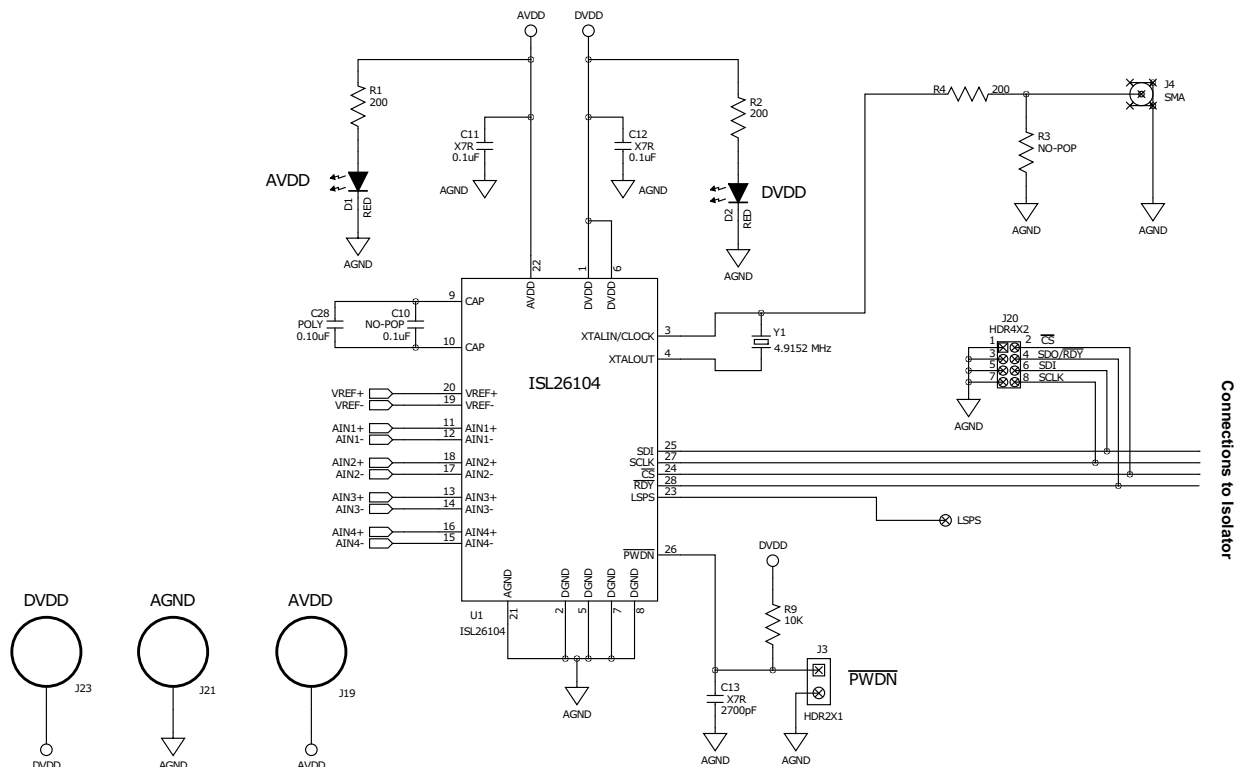 AVDD
DVDD
R1
200
R2
200
R4
200
J4
SMA
C11
X7R
0.1uF
C12
X7R
0.1uF
R3
NO-POP
AVDD
D1
RED
AGND
AGND
DVDD
D2
RED
AGND
AGND
AGND
AGND
22
1
6
AVDD
DVDD
DVDD
C28
POLY
0.10uF
C10
NO-POP
0.1uF
9
CAP
10
CAP
XTALIN/CLOCK
3
XTALOUT
4
Y1
4.9152 MHz
ISL26104
J20
HDR4X2
1
2
CS
3
4
SDO/RDY
5
6
SDI
7
8
SCLK
AGND
VREF+
20
VREF+
VREF-
19
VREF-
AIN1+
11
AIN1+
AIN1-
12
AIN1-
AIN2+
18
AIN2+
AIN2-
17
AIN2-
AIN3+
13
AIN3+
AIN3-
14
AIN3-
AIN4+
16
AIN4+
AIN4-
15
AIN4-
SDI
25
SCLK
27
CS
24
RDY
28
LSPS
23
LSPS
PWDN
26
Connections to Isolator
AGND
DGND
DGND
DGND
DGND
21
2
5
7
8
U1
ISL26104
AGND
DVDD
R9
10K
J3
PWDN
HDR2X1
C13
X7R
2700pF
AGND
AGND
DVDD
J23
DVDD
AGND
J21
AGND
AVDD
J19
AVDD